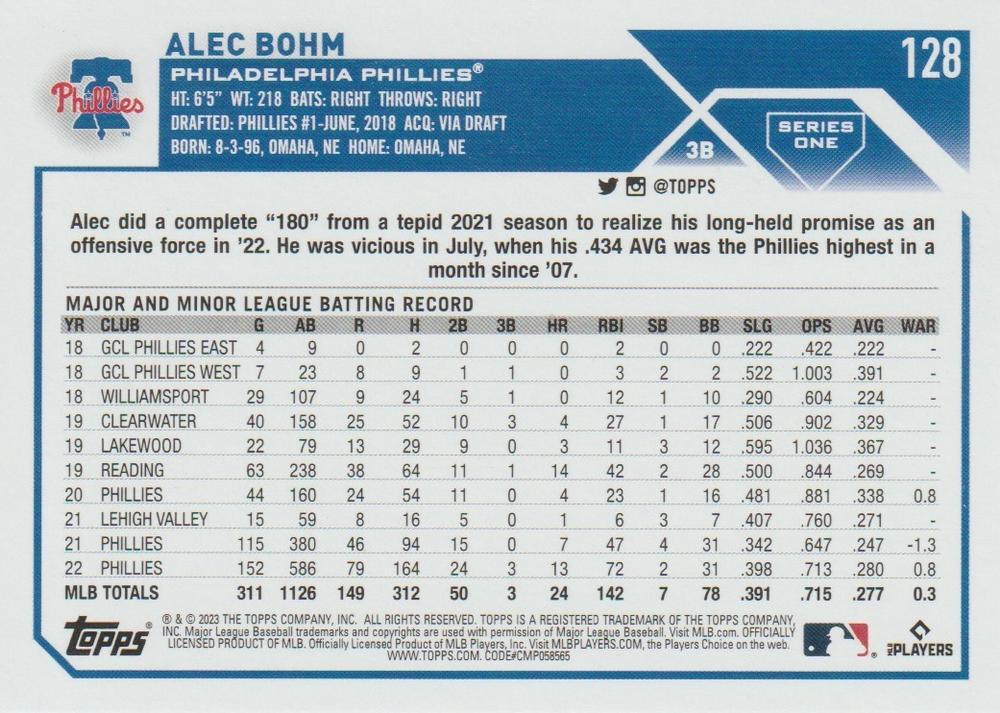 ALEC BOHM
128
Phillies
PHILADELPHIA PHILLIES®
HT: 6'5" WT: 218 BATS: RIGHT THROWS: RIGHT
DRAFTED: PHILLIES #1-JUNE, 2018 ACQ: VIA DRAFT
BORN: 8-3-96, OMAHA, NE HOME: OMAHA, NE
3B
SERIES
ONE
@TOPPS
Alec did a complete “180” from a tepid 2021 season to realize his long-held promise as an
offensive force in ’22. He was vicious in July, when his .434 AVG was the Phillies highest in a
month since ’07.
MAJOR AND MINOR LEAGUE BATTING RECORD
YR CLUB G AB R H 2B 3B HR RBI SB BB SLG OPS AVG WAR
18 GCL PHILLIES EAST 4 9 0 2 0 0 0 2 0 0 .222 .422 .222 -
18 GCL PHILLIES WEST 7 23 8 9 1 1 0 3 2 2 .522 1.003 .391 -
18 WILLIAMSPORT 29 107 9 24 5 1 0 12 1 10 .290 .604 .224 -
19 CLEARWATER 40 158 25 52 10 3 4 27 1 17 .506 .902 .329 -
19 LAKEWOOD 22 79 13 29 9 0 3 11 3 12 .595 1.036 .367 -
19 READING 63 238 38 64 11 1 14 42 2 28 .500 .844 .269 -
20 PHILLIES 44 160 24 54 11 0 4 23 1 16 .481 .881 .338 0.8
21 LEHIGH VALLEY 15 59 8 16 5 0 1 6 3 7 .407 .760 .271 -
21 PHILLIES 115 380 46 94 15 0 7 47 4 31 .342 .647 .247 -1.3
22 PHILLIES 152 586 79 164 24 3 13 72 2 31 .398 .713 .280 0.8
MLB TOTALS 311 1126 149 312 50 3 24 142 7 78 .391 .715 .277 0.3
topps®
® & © 2023 THE TOPPS COMPANY, INC. ALL RIGHTS RESERVED. TOPPS IS A REGISTERED TRADEMARK OF THE TOPPS COMPANY,
INC. Major League Baseball trademarks and copyrights are used with permission of Major League Baseball. Visit MLB.com. OFFICIALLY
LICENSED PRODUCT OF MLB. Officially Licensed Product of MLB Players, Inc. Visit MLBPLAYERS.COM, the Players Choice on the web.
WWW.TOPPS.COM. CODE#CMP058565
PLAYERS